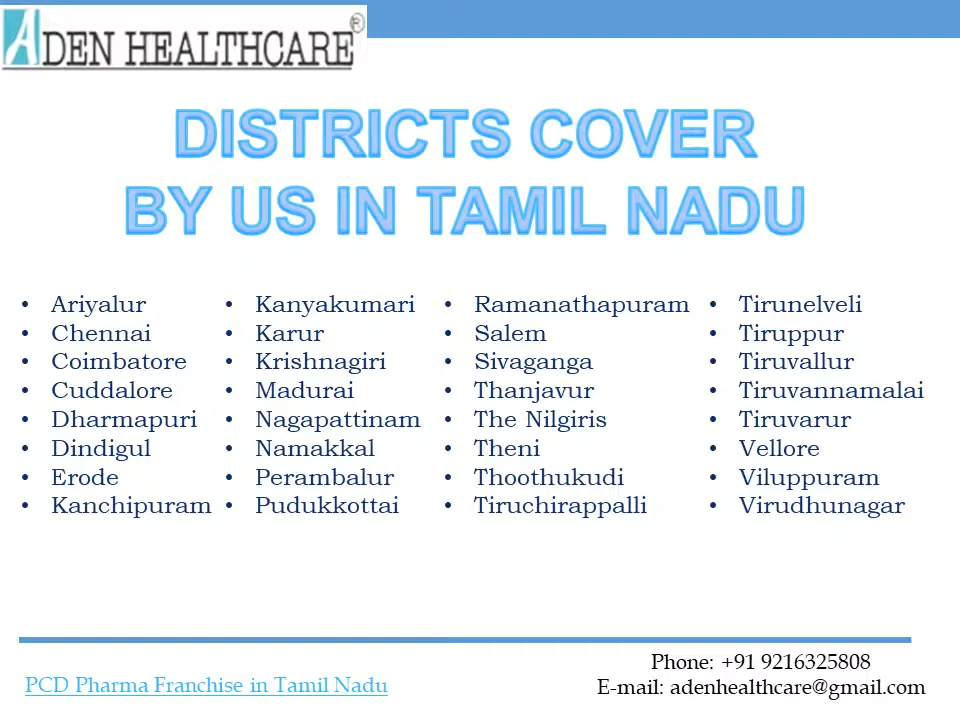 ADEN HEALTHCARE®
DISTRICTS COVER
BY US IN TAMIL NADU
• Ariyalur
• Chennai
• Coimbatore
• Cuddalore
• Dharmapuri
• Dindigul
• Erode
• Kanchipuram
• Kanyakumari
• Karur
• Krishnagiri
• Madurai
• Nagapattinam
• Namakkal
• Perambalur
• Pudukkottai
• Ramanathapuram
• Salem
• Sivaganga
• Thanjavur
• The Nilgiris
• Theni
• Thoothukudi
• Tiruchirappalli
• Tirunelveli
• Tiruppur
• Tiruvallur
• Tiruvannamalai
• Tiruvarur
• Vellore
• Viluppuram
• Virudhunagar
PCD Pharma Franchise in Tamil Nadu
Phone: +91 9216325808
E-mail: adenhealthcare@gmail.com